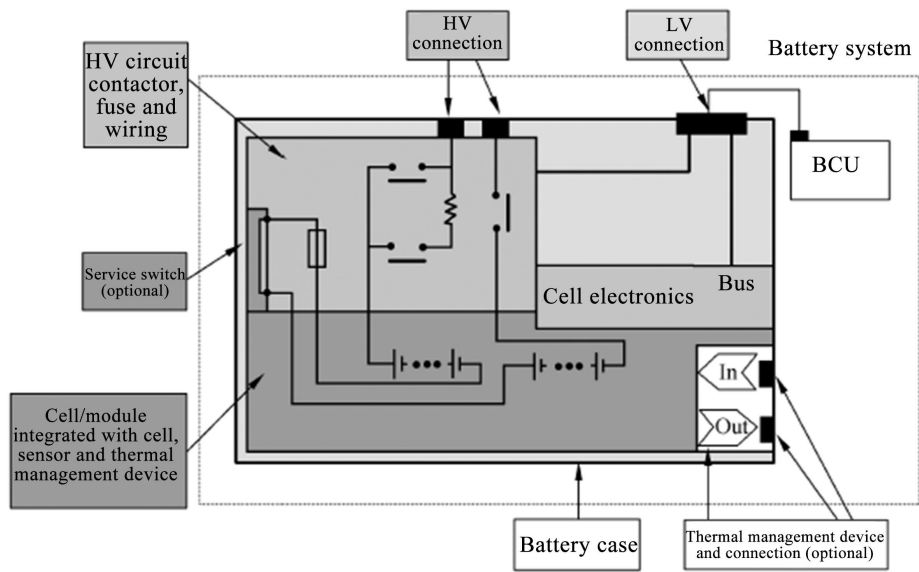 HV
connection
LV
connection
Battery system
HV circuit
contactor,
fuse and
wiring
BCU
Service switch
(optional)
Cell electronics
Bus
In
Out
Cell/module
integrated with cell,
sensor and thermal
management device
Battery case
Thermal management device
and connection (optional)